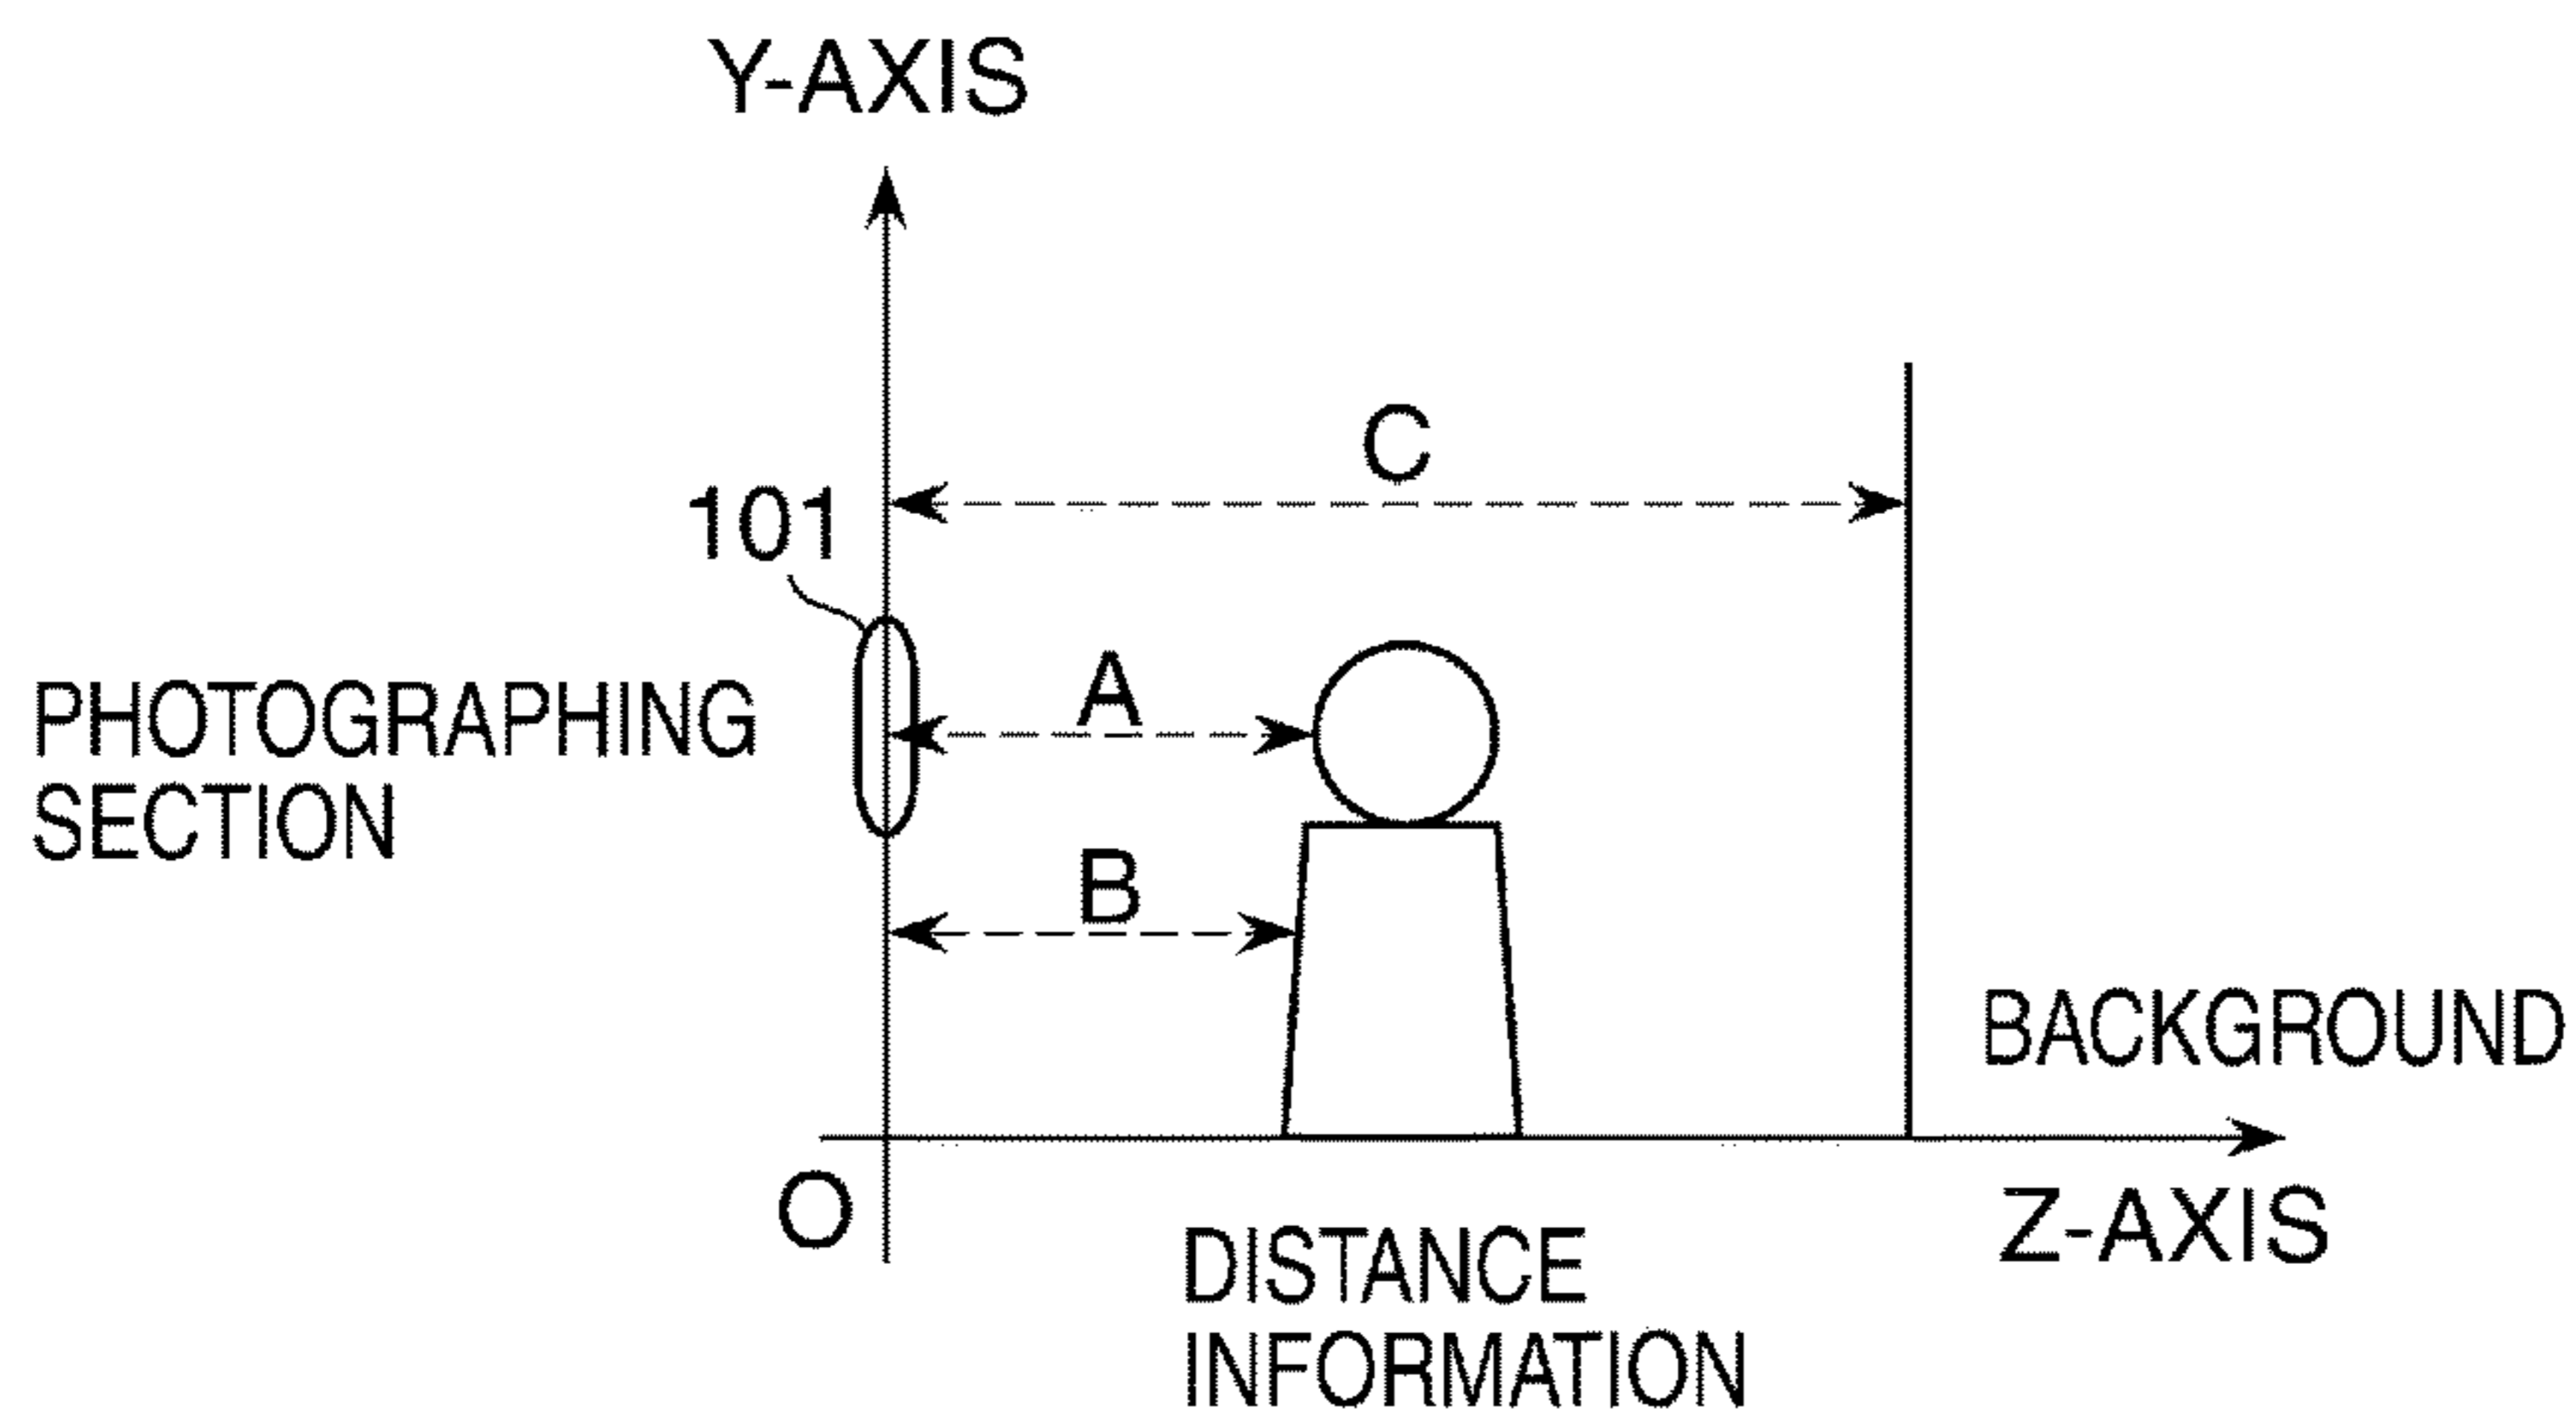 Y-AXIS
C
101
A
PHOTOGRAPHING
SECTION
B
BACKGROUND
O
Z-AXIS
DISTANCE
INFORMATION